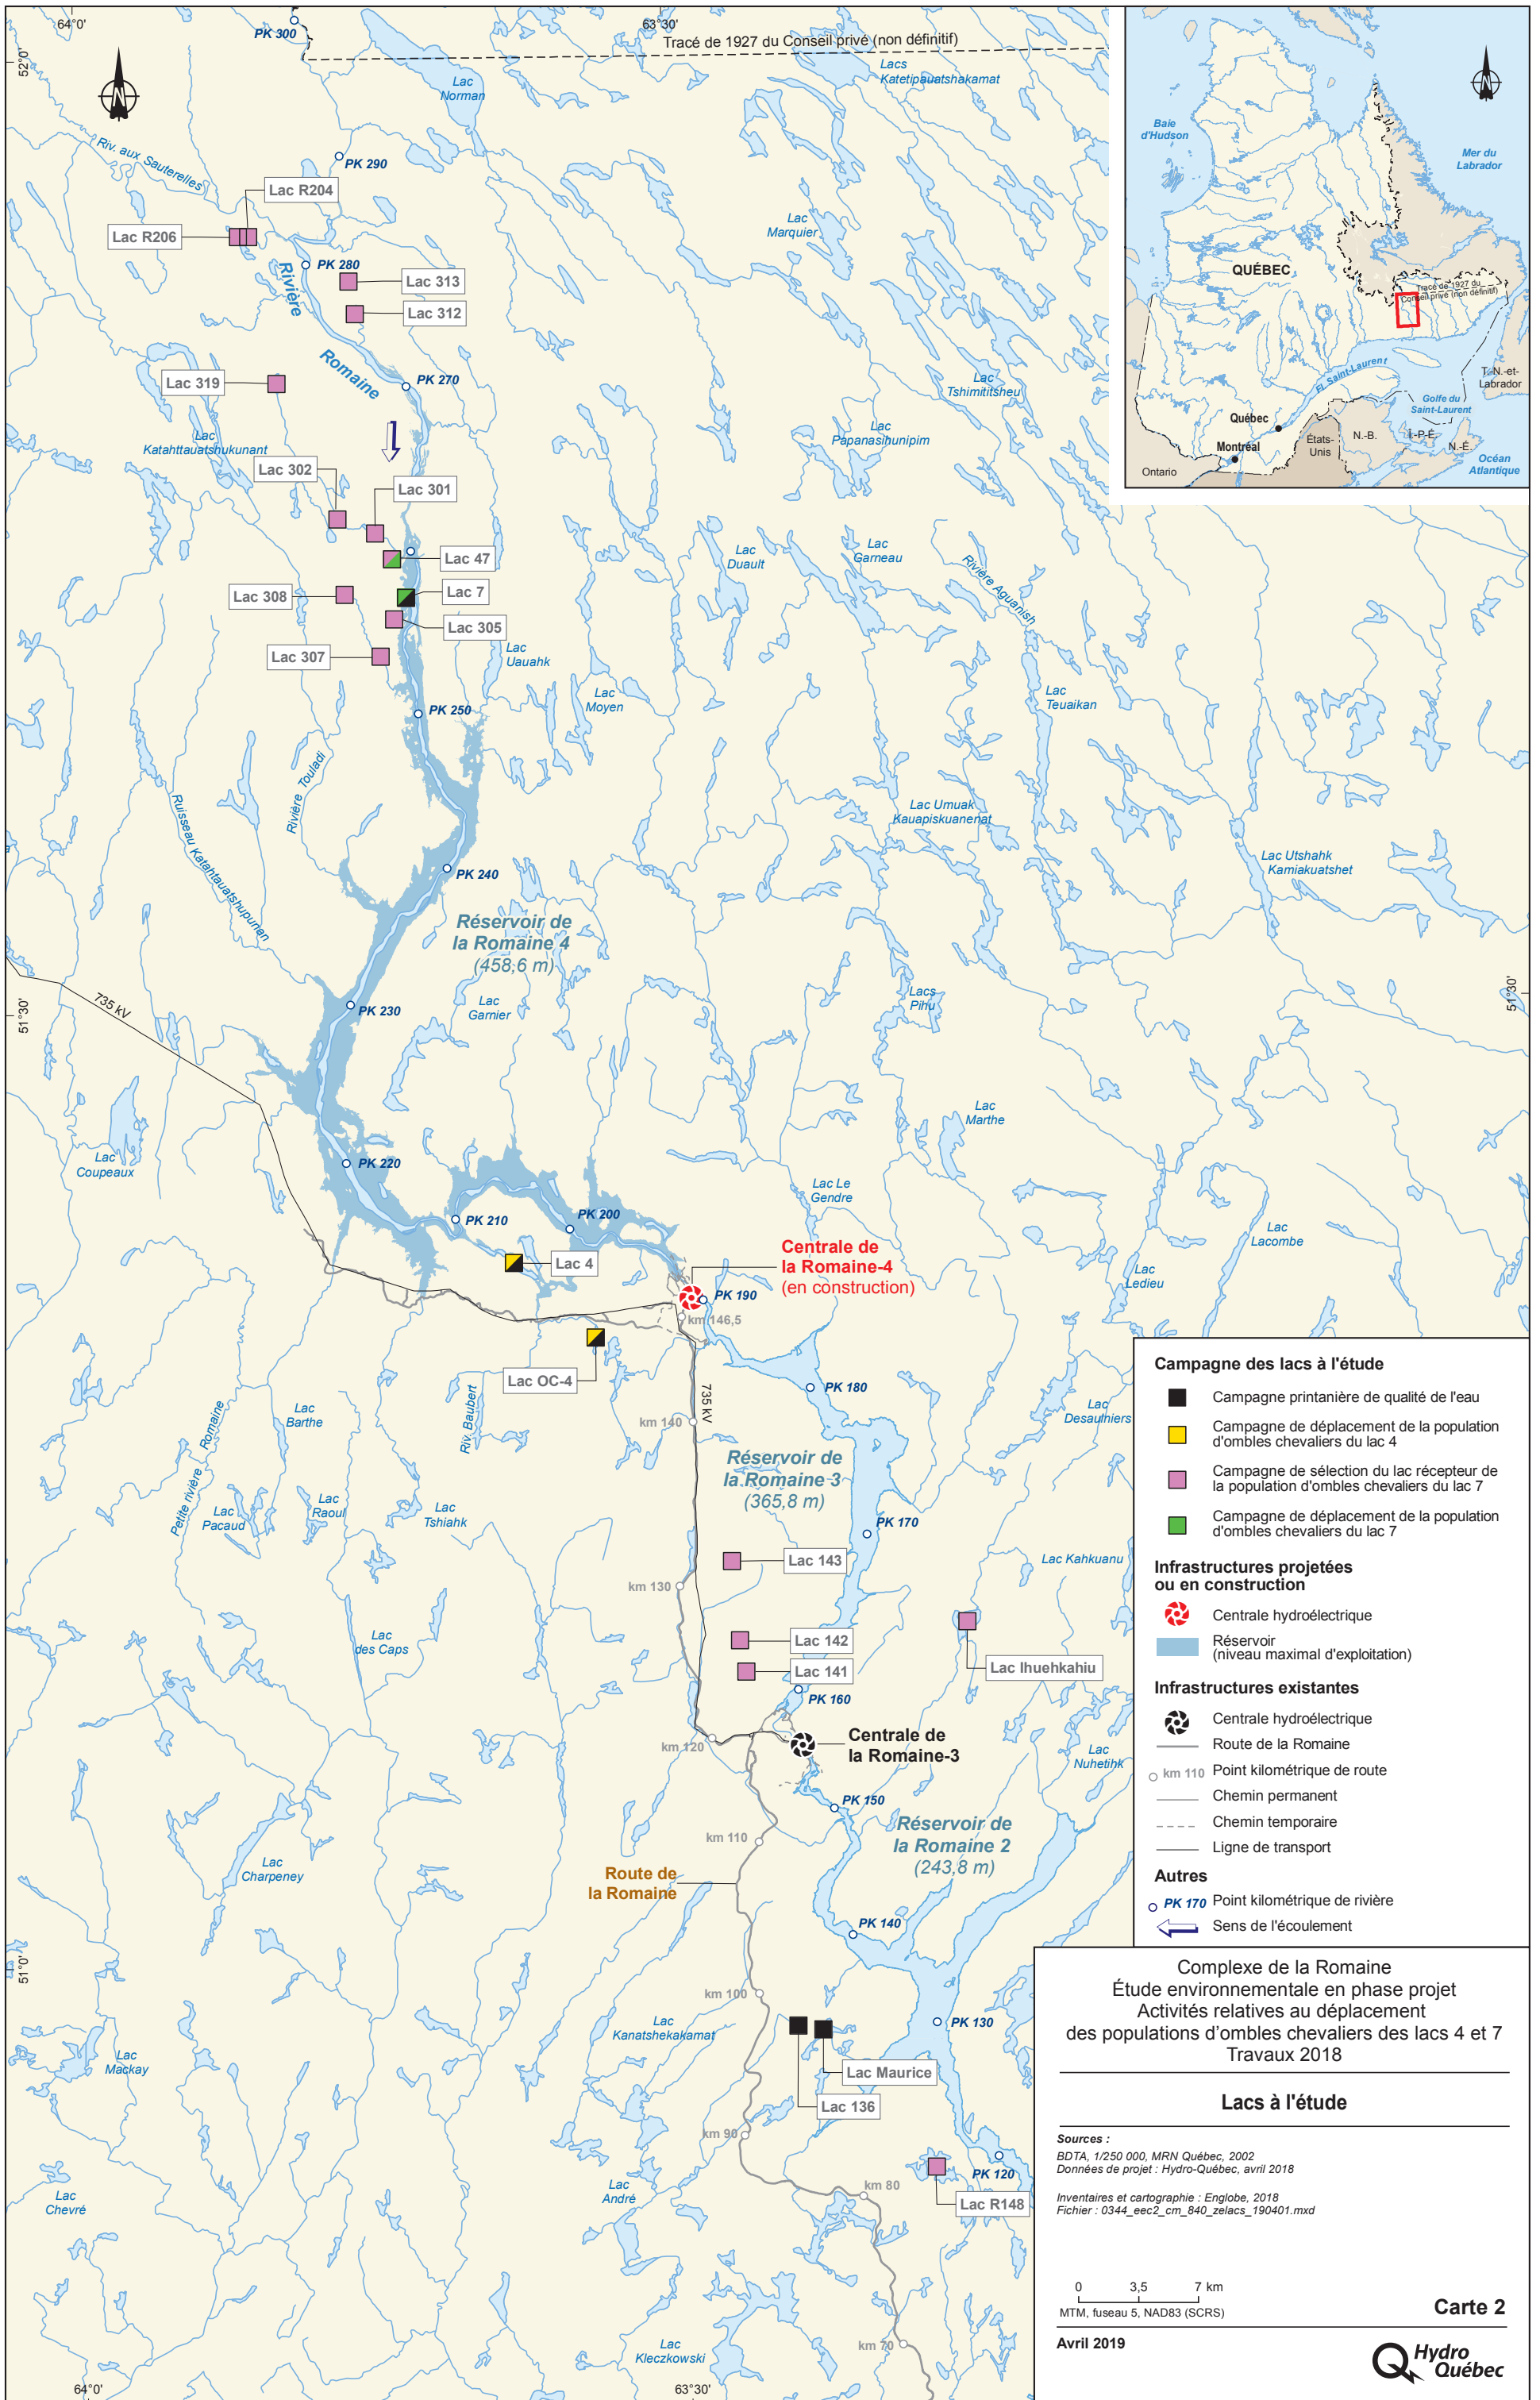 64°0'
63°30'
52°0'
PK 300
Tracé de 1927 du Conseil privé (non définitif)
Lac
Norman
Lacs
Katetipauatshakamat
Riv. aux Sauterelles
PK 290
Lac R204
Lac R206
Lac
Marquier
PK 280
Rivière
Romaine
Lac 313
Lac 312
PK 270
Lac 319
Lac
Katahttauatshukunant
Lac
Tshimititsheu
Lac
Papanasihunipim
Lac 302
Lac 301
Lac 47
Lac 7
Lac 308
Lac 305
Lac 307
Lac
Duault
Lac
Garneau
Rivière Aguanish
Lac
Uauahk
Lac
Moyen
Lac
Teuaikan
PK 250
Rivière Touladi
Ruisseau Katahtauatshupunan
Lac Umuak
Kauapiskuanenat
Lac Utshahk
Kamiakuatshet
PK 240
Réservoir de
la Romaine 4
(458,6 m)
735 kV
51°30'
51°30'
PK 230
Lac
Garnier
Lacs
Pihu
Lac
Marthe
Lac
Coupeaux
PK 220
Lac Le
Gendre
PK 210
PK 200
Lac 4
Lac
Lacombe
Lac
Ledieu
Centrale de
la Romaine-4
(en construction)
PK 190
km 146,5
Lac OC-4
PK 180
735 kV
km 140
Lac
Barthe
Riv. Baubert
Petite rivière Romaine
Lac
Desaulniers
Réservoir de
la Romaine 3
(365,8 m)
Lac
Pacaud
Lac
Raoul
Lac
Tshiahk
PK 170
Lac 143
Lac Kahkuanu
km 130
Lac
des Caps
Lac 142
Lac 141
Lac Ihuehkahiu
PK 160
km 120
Centrale de
la Romaine-3
Lac
Nuhetihk
PK 150
km 110
Réservoir de
la Romaine 2
(243,8 m)
Lac
Charpeney
Route de
la Romaine
PK 140
51°0'
km 100
Lac
Kanatshekakamat
PK 130
Lac
Mackay
Lac Maurice
Lac 136
km 90
PK 120
Lac
Chevré
Lac
André
km 80
Lac R148
Lac
Kleczkowski
km 70
64°0'
63°30'
Baie
d'Hudson
Mer du
Labrador
QUÉBEC
Tracé de 1927 du
Conseil privé (non définitif)
Fl. Saint-Laurent
T.-N.-et-
Labrador
Golfe du
Saint-Laurent
Québec
Montréal
États-
Unis
N.-B.
Î.-P.-É.
N.-É.
Océan
Atlantique
Ontario
Campagne des lacs à l'étude
Campagne printanière de qualité de l'eau
Campagne de déplacement de la population
d'ombles chevaliers du lac 4
Campagne de sélection du lac récepteur de
la population d'ombles chevaliers du lac 7
Campagne de déplacement de la population
d'ombles chevaliers du lac 7
Infrastructures projetées
ou en construction
Centrale hydroélectrique
Réservoir
(niveau maximal d'exploitation)
Infrastructures existantes
Centrale hydroélectrique
Route de la Romaine
km 110 Point kilométrique de route
Chemin permanent
Chemin temporaire
Ligne de transport
Autres
PK 170 Point kilométrique de rivière
Sens de l'écoulement
Complexe de la Romaine
Étude environnementale en phase projet
Activités relatives au déplacement
des populations d'ombles chevaliers des lacs 4 et 7
Travaux 2018
Lacs à l'étude
Sources :
BDTA, 1/250 000, MRN Québec, 2002
Données de projet : Hydro-Québec, avril 2018
Inventaires et cartographie : Englobe, 2018
Fichier : 0344_eec2_cm_840_zelacs_190401.mxd
0 3,5 7 km
MTM, fuseau 5, NAD83 (SCRS)
Carte 2
Avril 2019
Hydro
Québec